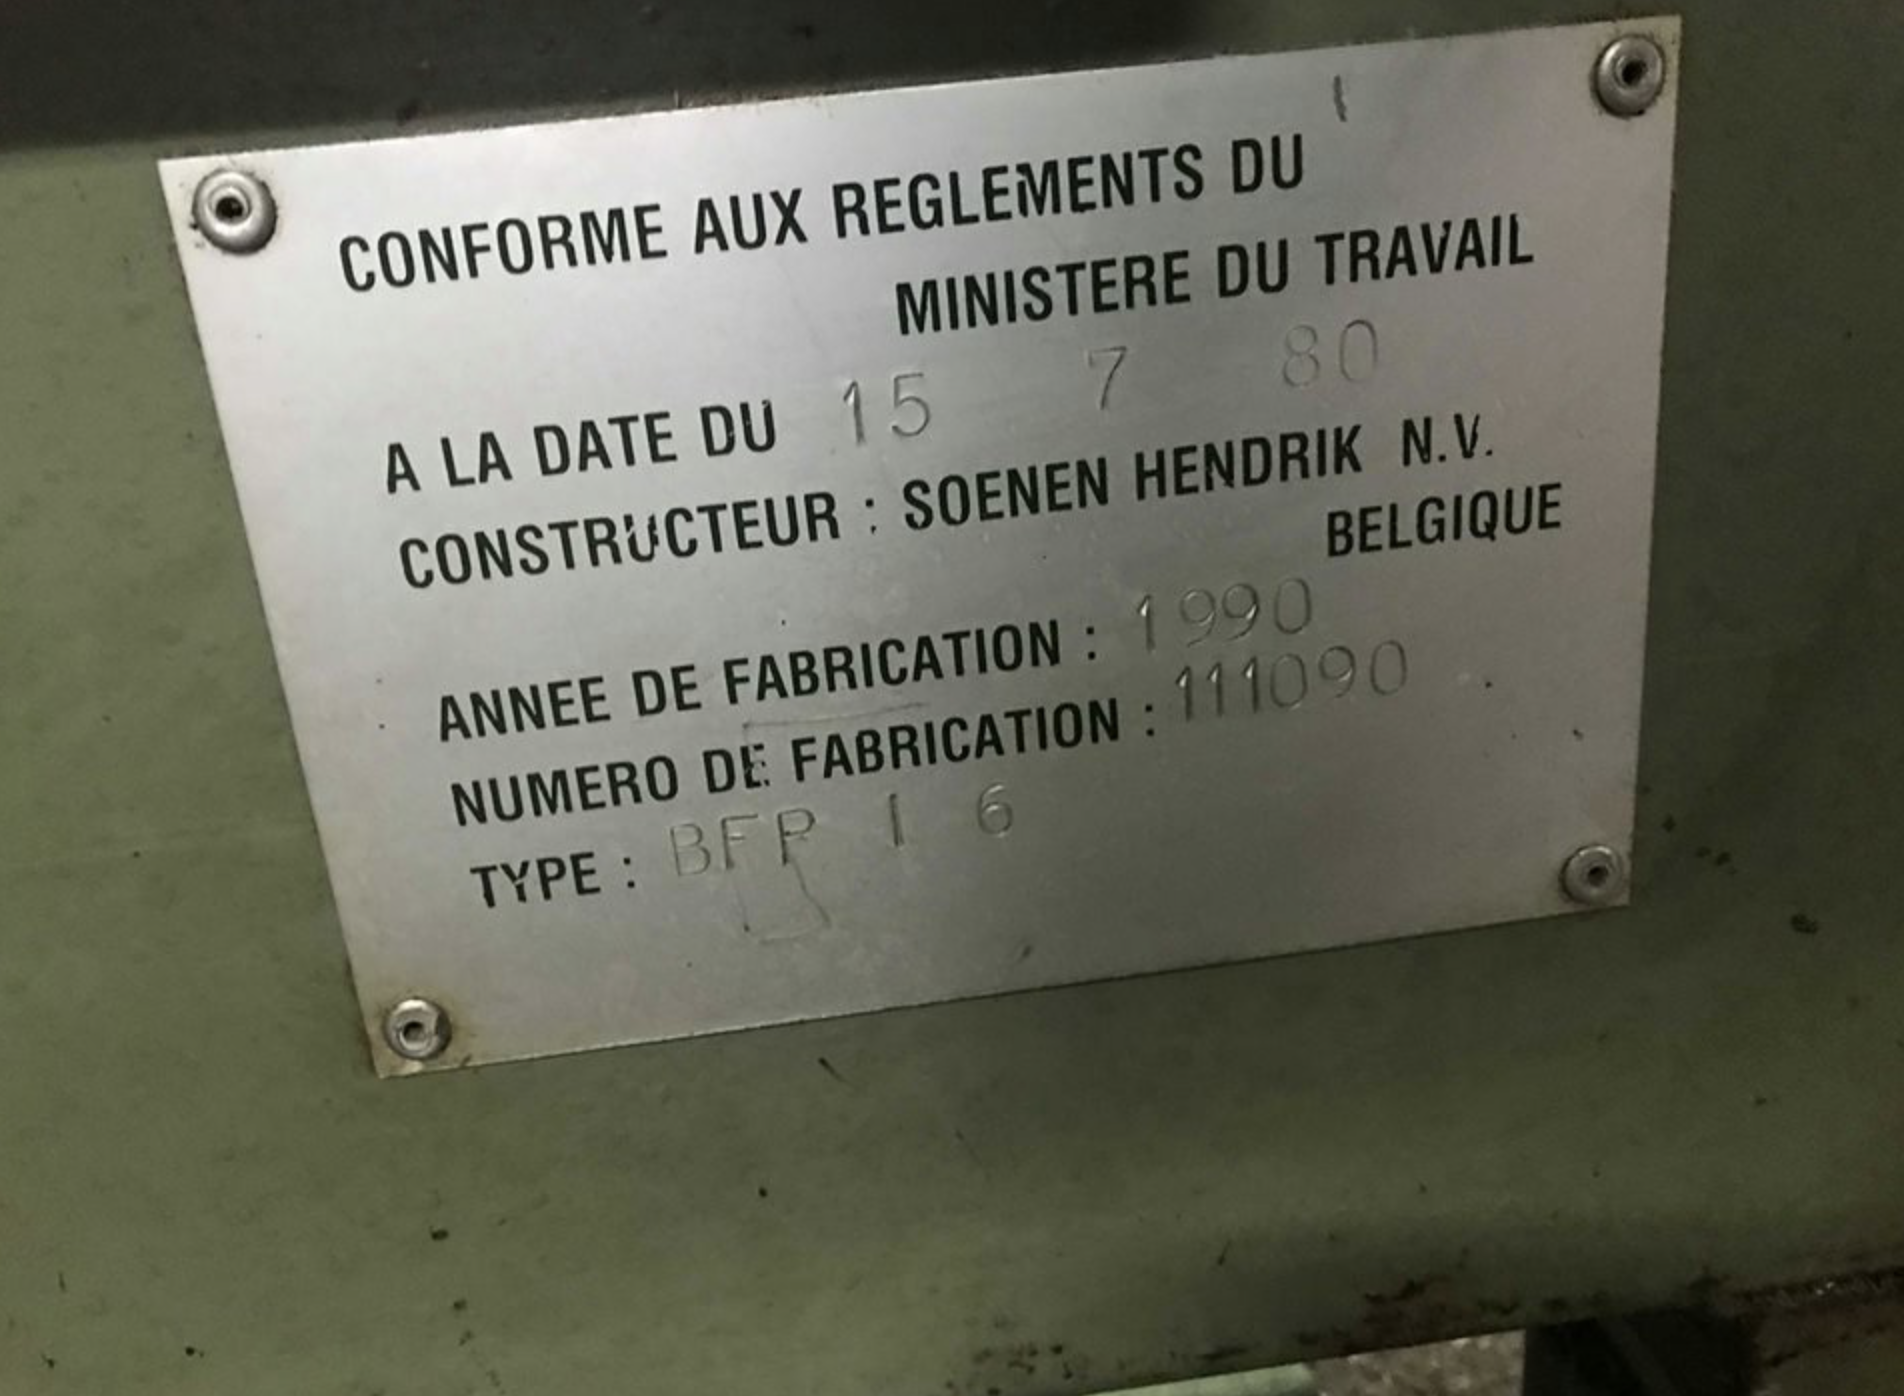 CONFORME AUX REGLEMENTS DU
MINISTERE DU TRAVAIL
A LA DATE DU 15 7 80
CONSTRUCTEUR : SOENEN HENDRIK N.V.
BELGIQUE
ANNEE DE FABRICATION : 1990
NUMERO DE FABRICATION : 111090
TYPE : BFP 1 6